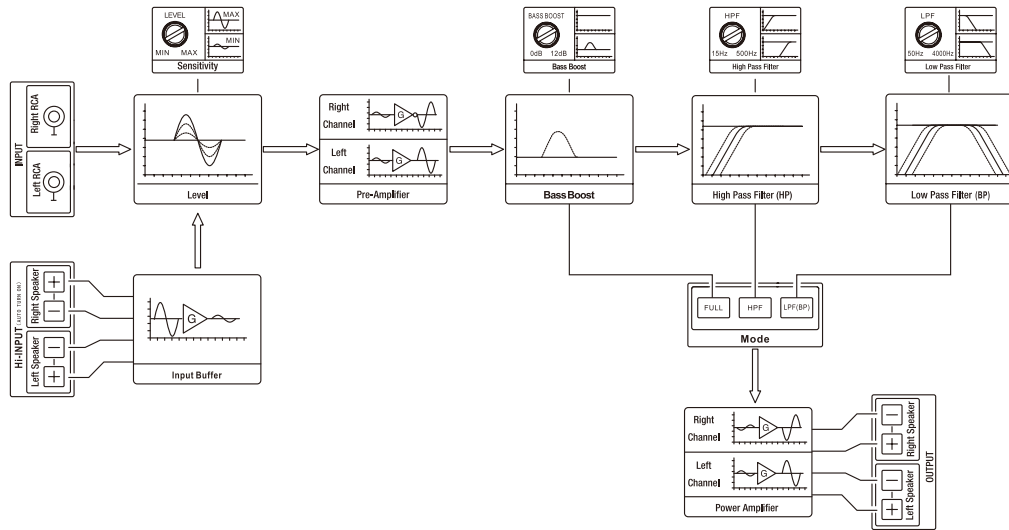 LEVEL
MIN MAX
MAX
MIN
Sensitivity
BASS BOOST
0dB 12dB
Bass Boost
HPF
15Hz 500Hz
High Pass Filter
LPF
50Hz 4000Hz
Low Pass Filter
INPUT
Right RCA
Left RCA
Level
Right
Channel
G
Left
Channel
G
Pre-Amplifier
Bass Boost
High Pass Filter (HP)
Low Pass Filter (BP)
Hi-INPUT
(AUTO TURN ON)
Right Speaker
+
−
Left Speaker
−
+
G
Input Buffer
FULL
HPF
LPF(BP)
Mode
Right
Channel
G
Left
Channel
G
Power Amplifier
−
+
Right Speaker
−
+
Left Speaker
OUTPUT